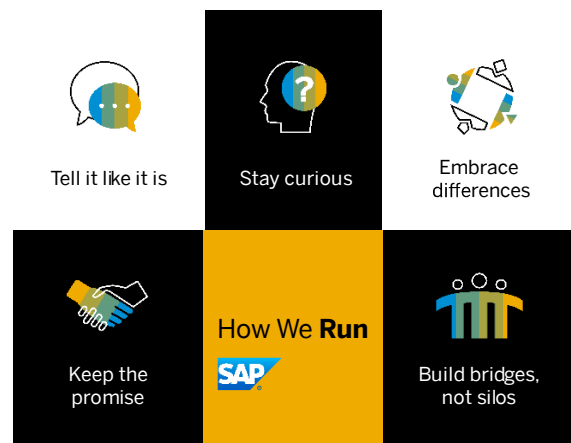 Tell it like it is
Stay curious
Embrace
differences
?
Keep the
promise
How We Run
SAP
Build bridges,
not silos